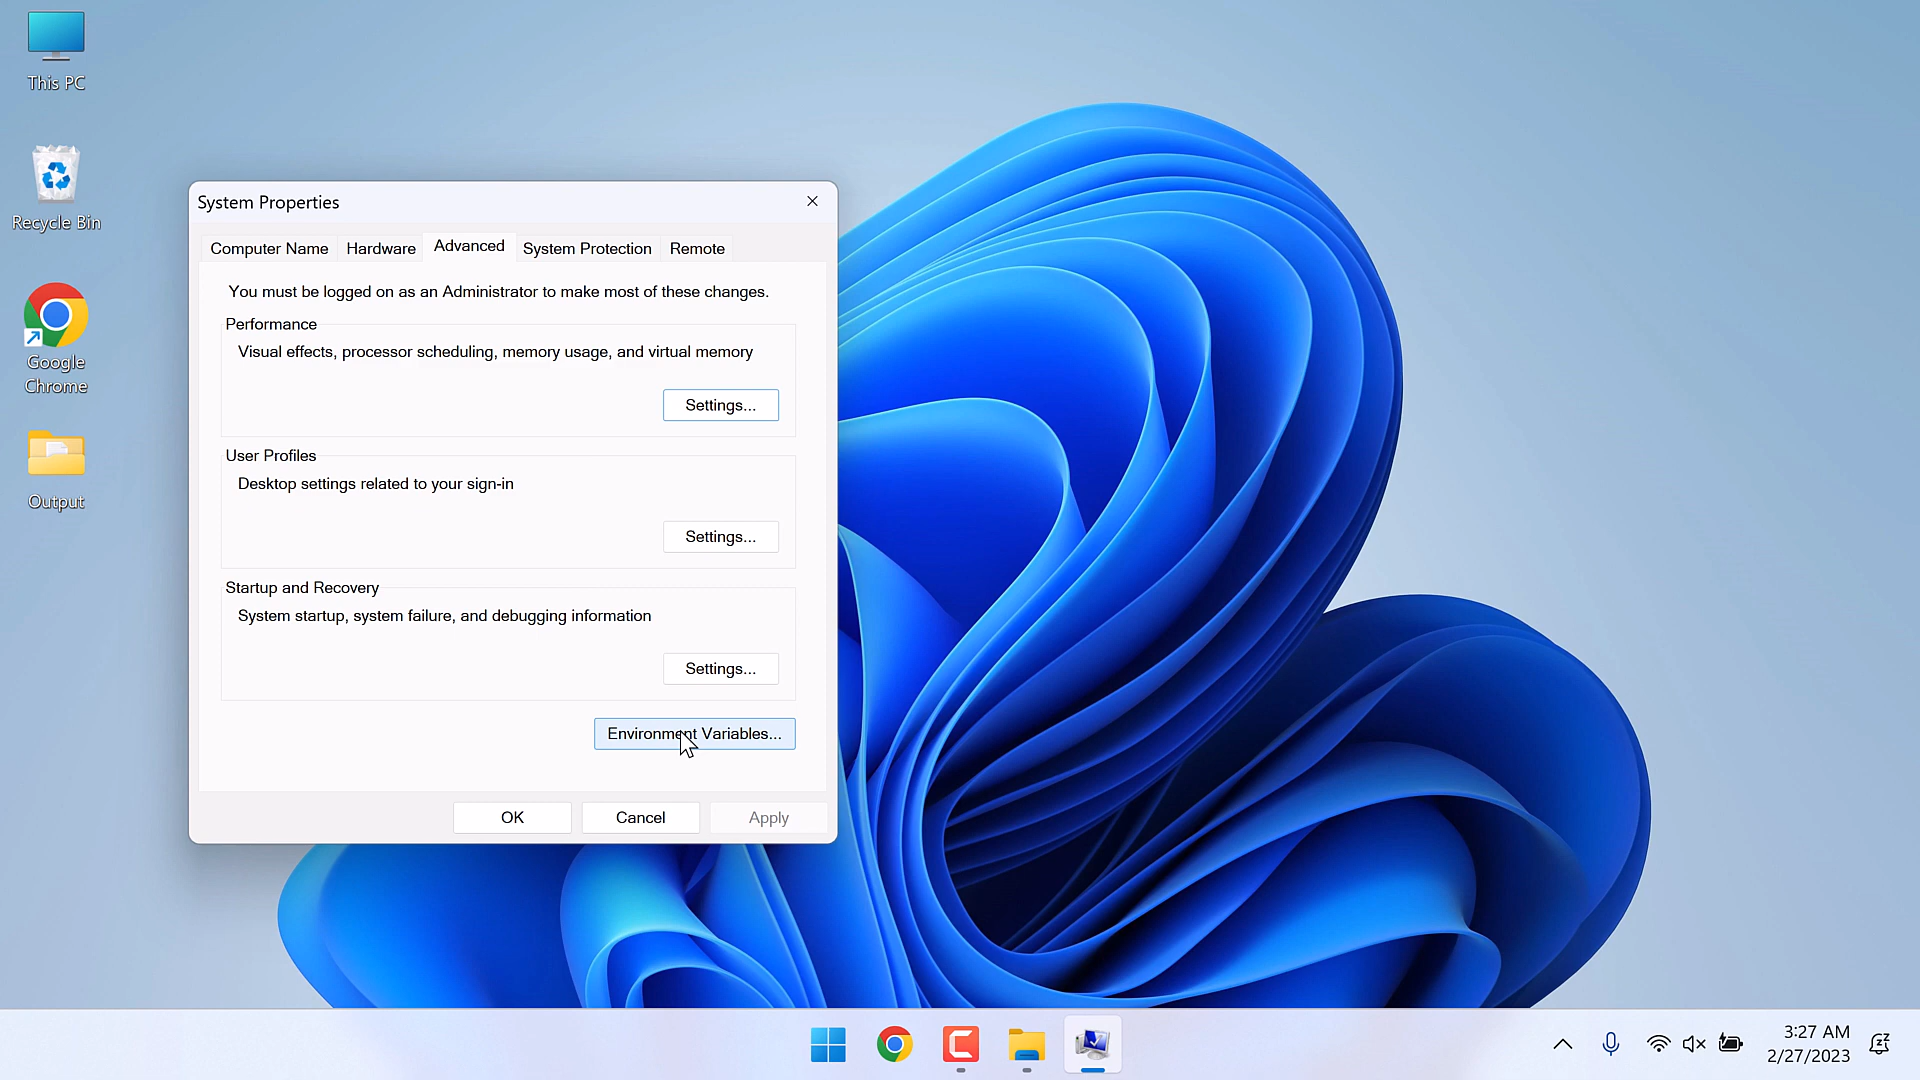 This PC
Recycle Bin
Google
Chrome
Output
System Properties
Computer Name
Hardware
Advanced
System Protection
Remote
You must be logged on as an Administrator to make most of these changes.
Performance
Visual effects, processor scheduling, memory usage, and virtual memory
Settings...
User Profiles
Desktop settings related to your sign-in
Settings...
Startup and Recovery
System startup, system failure, and debugging information
Settings...
Environment Variables...
OK
Cancel
Apply
3:27 AM
2/27/2023